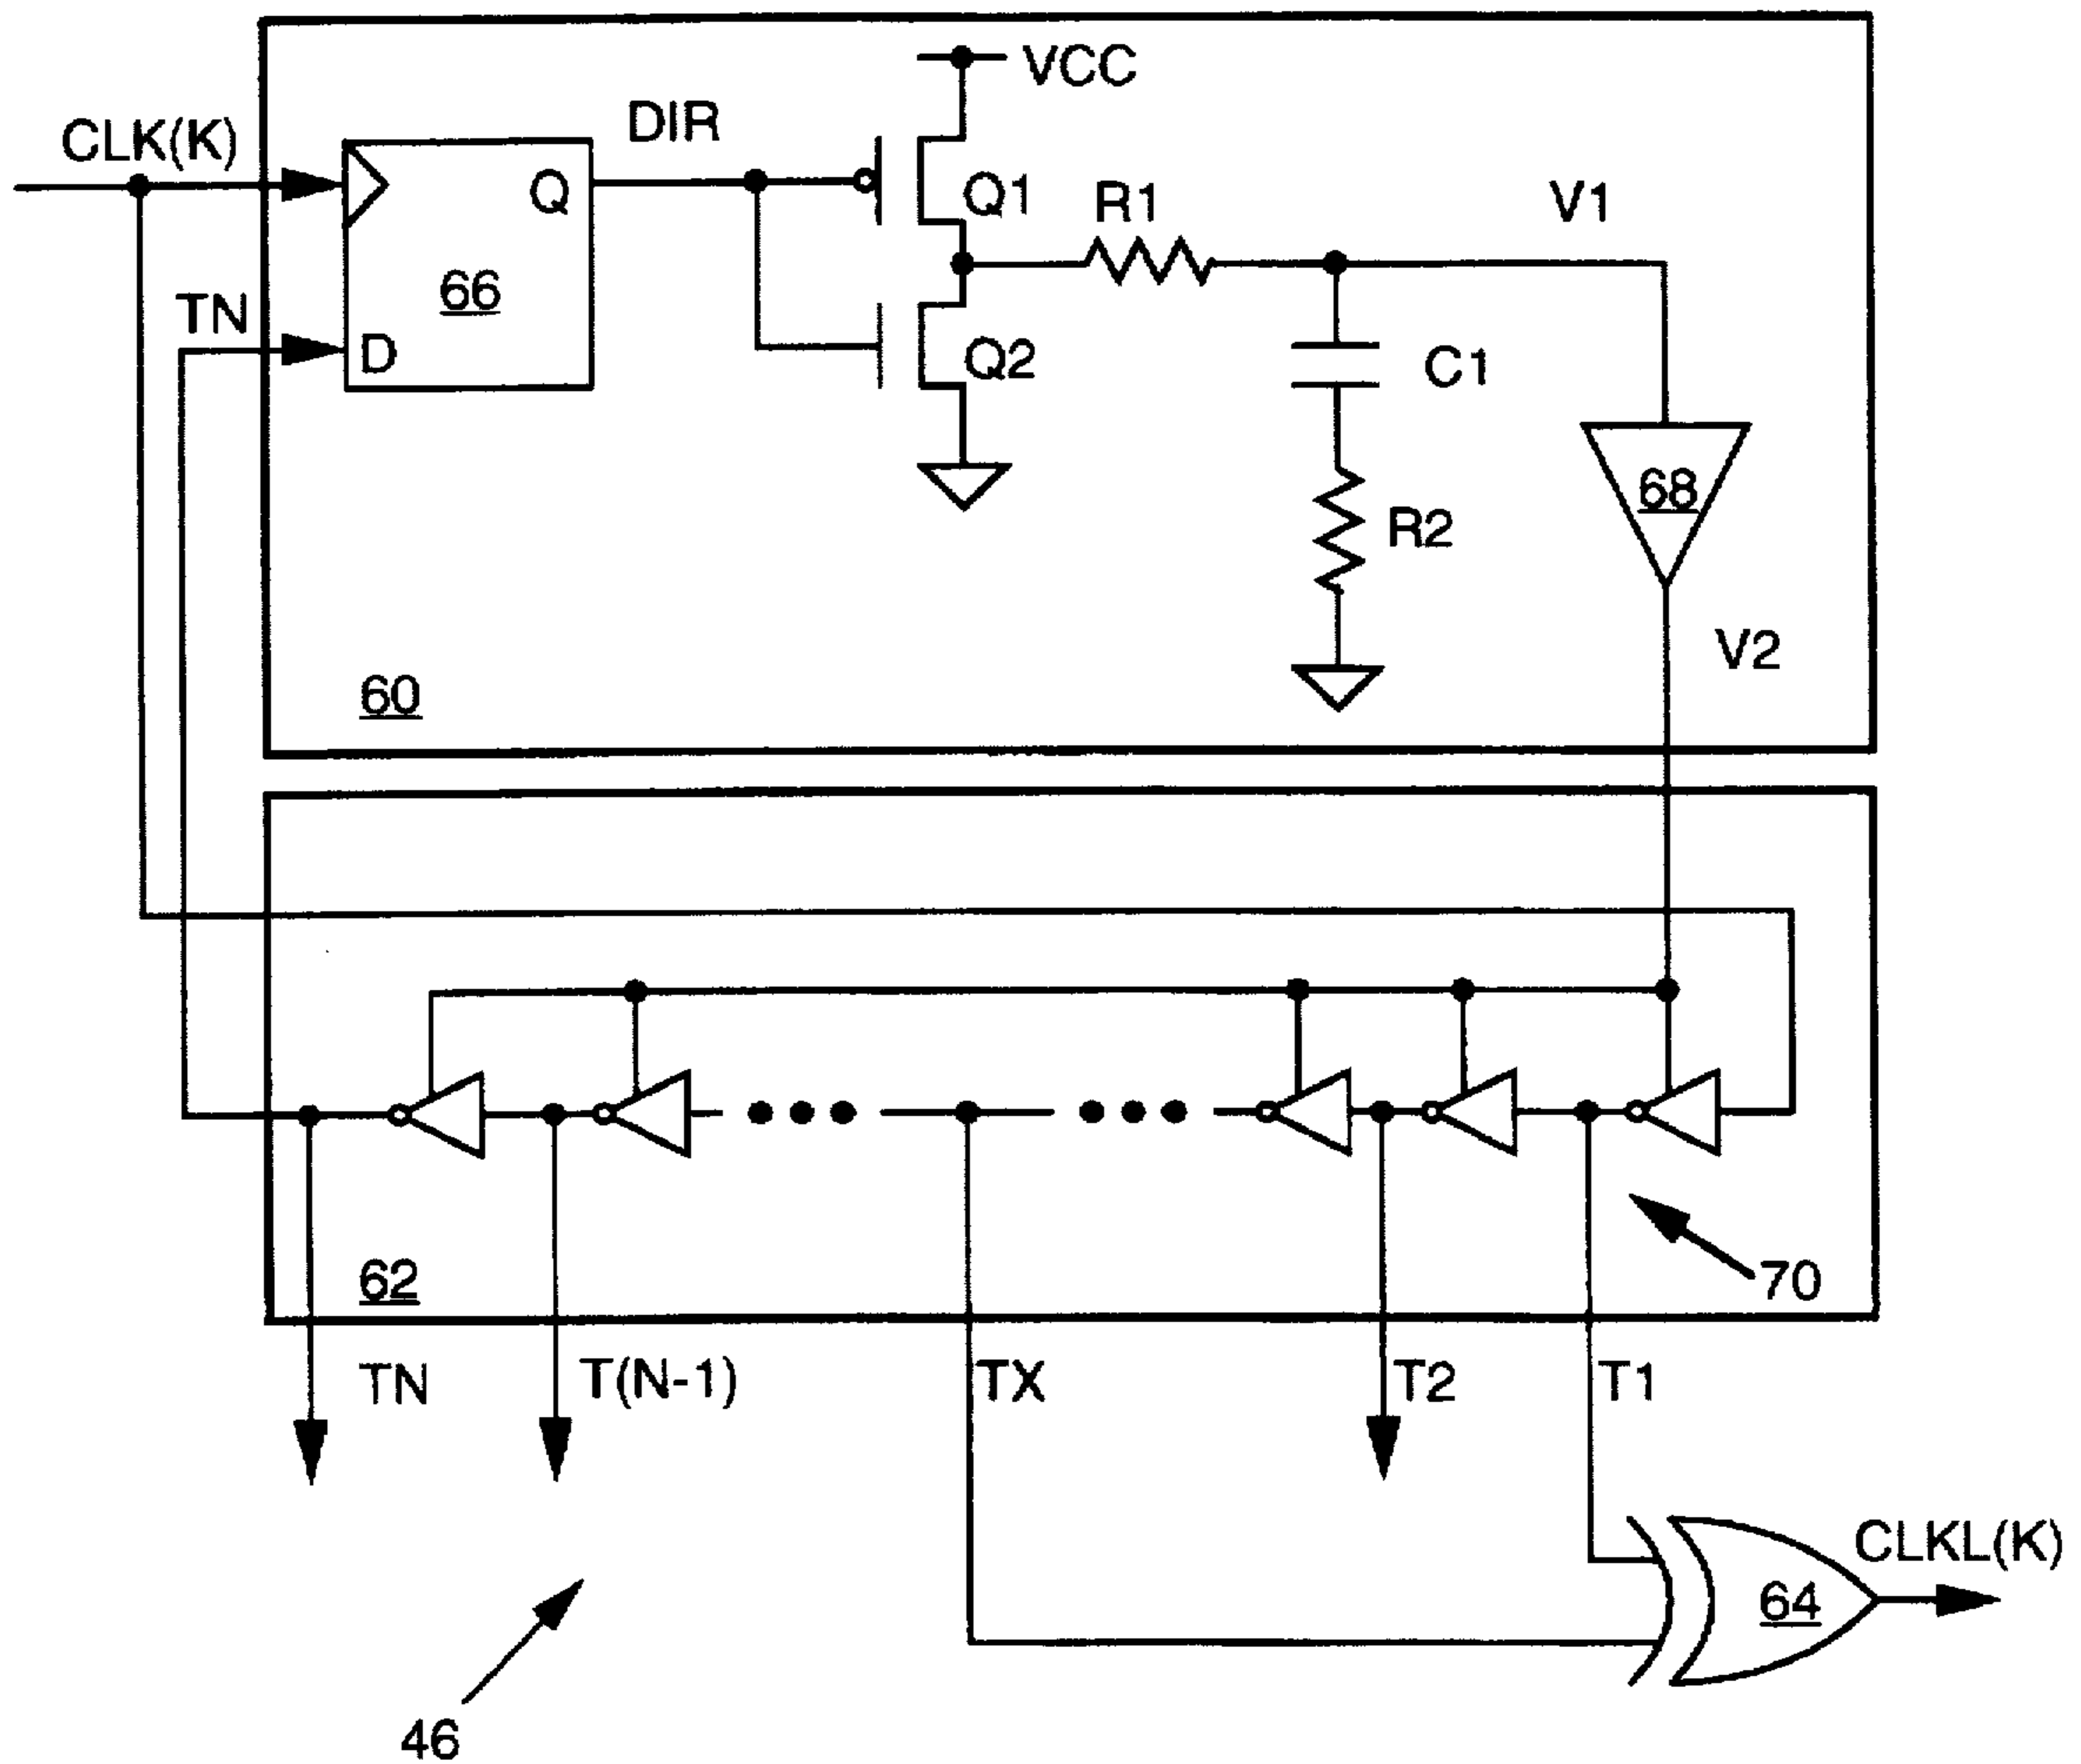 VCC
CLK(K)
DIR
Q
Q1
R1
V1
66
TN
D
Q2
C1
68
R2
V2
60
62
70
TN
T(N-1)
TX
T2
T1
CLKL(K)
64
46